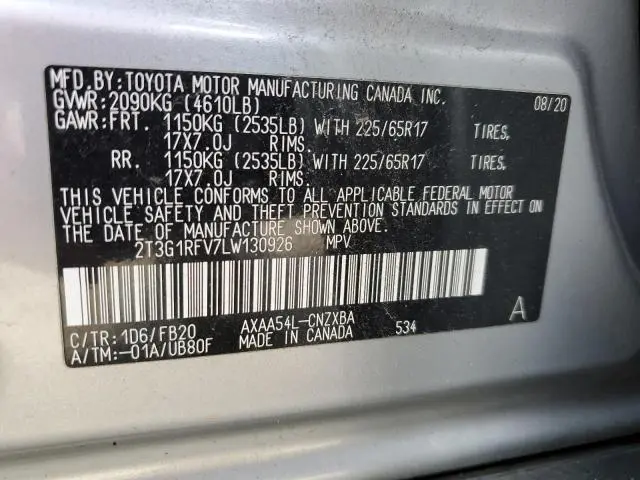 MFD.BY:TOYOTA MOTOR MANUFACTURING CANADA INC. 08/20
GVWR:2090KG (4610LB)
GAWR:FRT. 1150KG (2535LB) WITH 225/65R17 TIRES,
17X7.0J RIMS.
RR. 1150KG (2535LB) WITH 225/65R17 TIRES,
17X7.0J RIMS.
THIS VEHICLE CONFORMS TO ALL APPLICABLE FEDERAL MOTOR
VEHICLE SAFETY AND THEFT PREVENTION STANDARDS IN EFFECT ON
THE DATE OF MANUFACTURE SHOWN ABOVE.
2T3G1RFV7LW130926 MPV
A
C/TR:1D6/FB20 AXAA54L-CNZXBA
A/TM:-01A/UB80F MADE IN CANADA 534